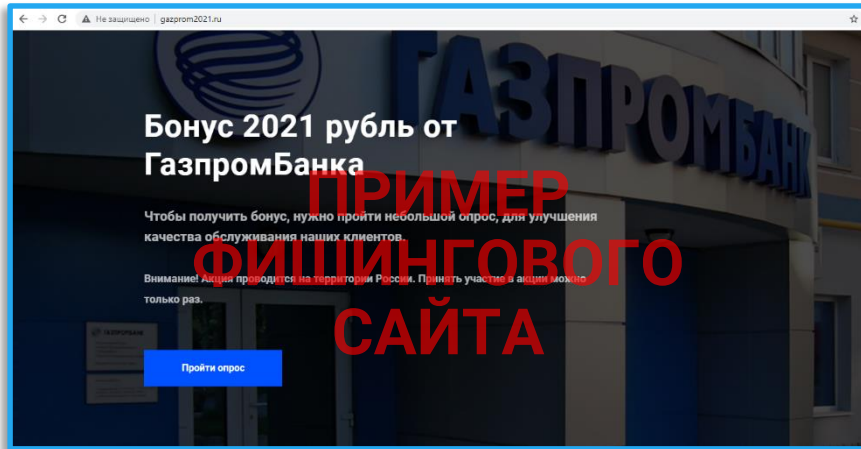 Не защищено | gazprom2021.ru
ГАЗПРОМБАНК
Бонус 2021 рубль от
ГазпромБанка
Чтобы получить бонус, нужно пройти небольшой опрос, для улучшения
качества обслуживания наших клиентов.
Внимание! Акция проводится на территории России. Принять участие в акции можно
только раз.
ПРИМЕР
ФИШИНГОВОГО
САЙТА
ГАЗПРОМБАНК
Пройти опрос